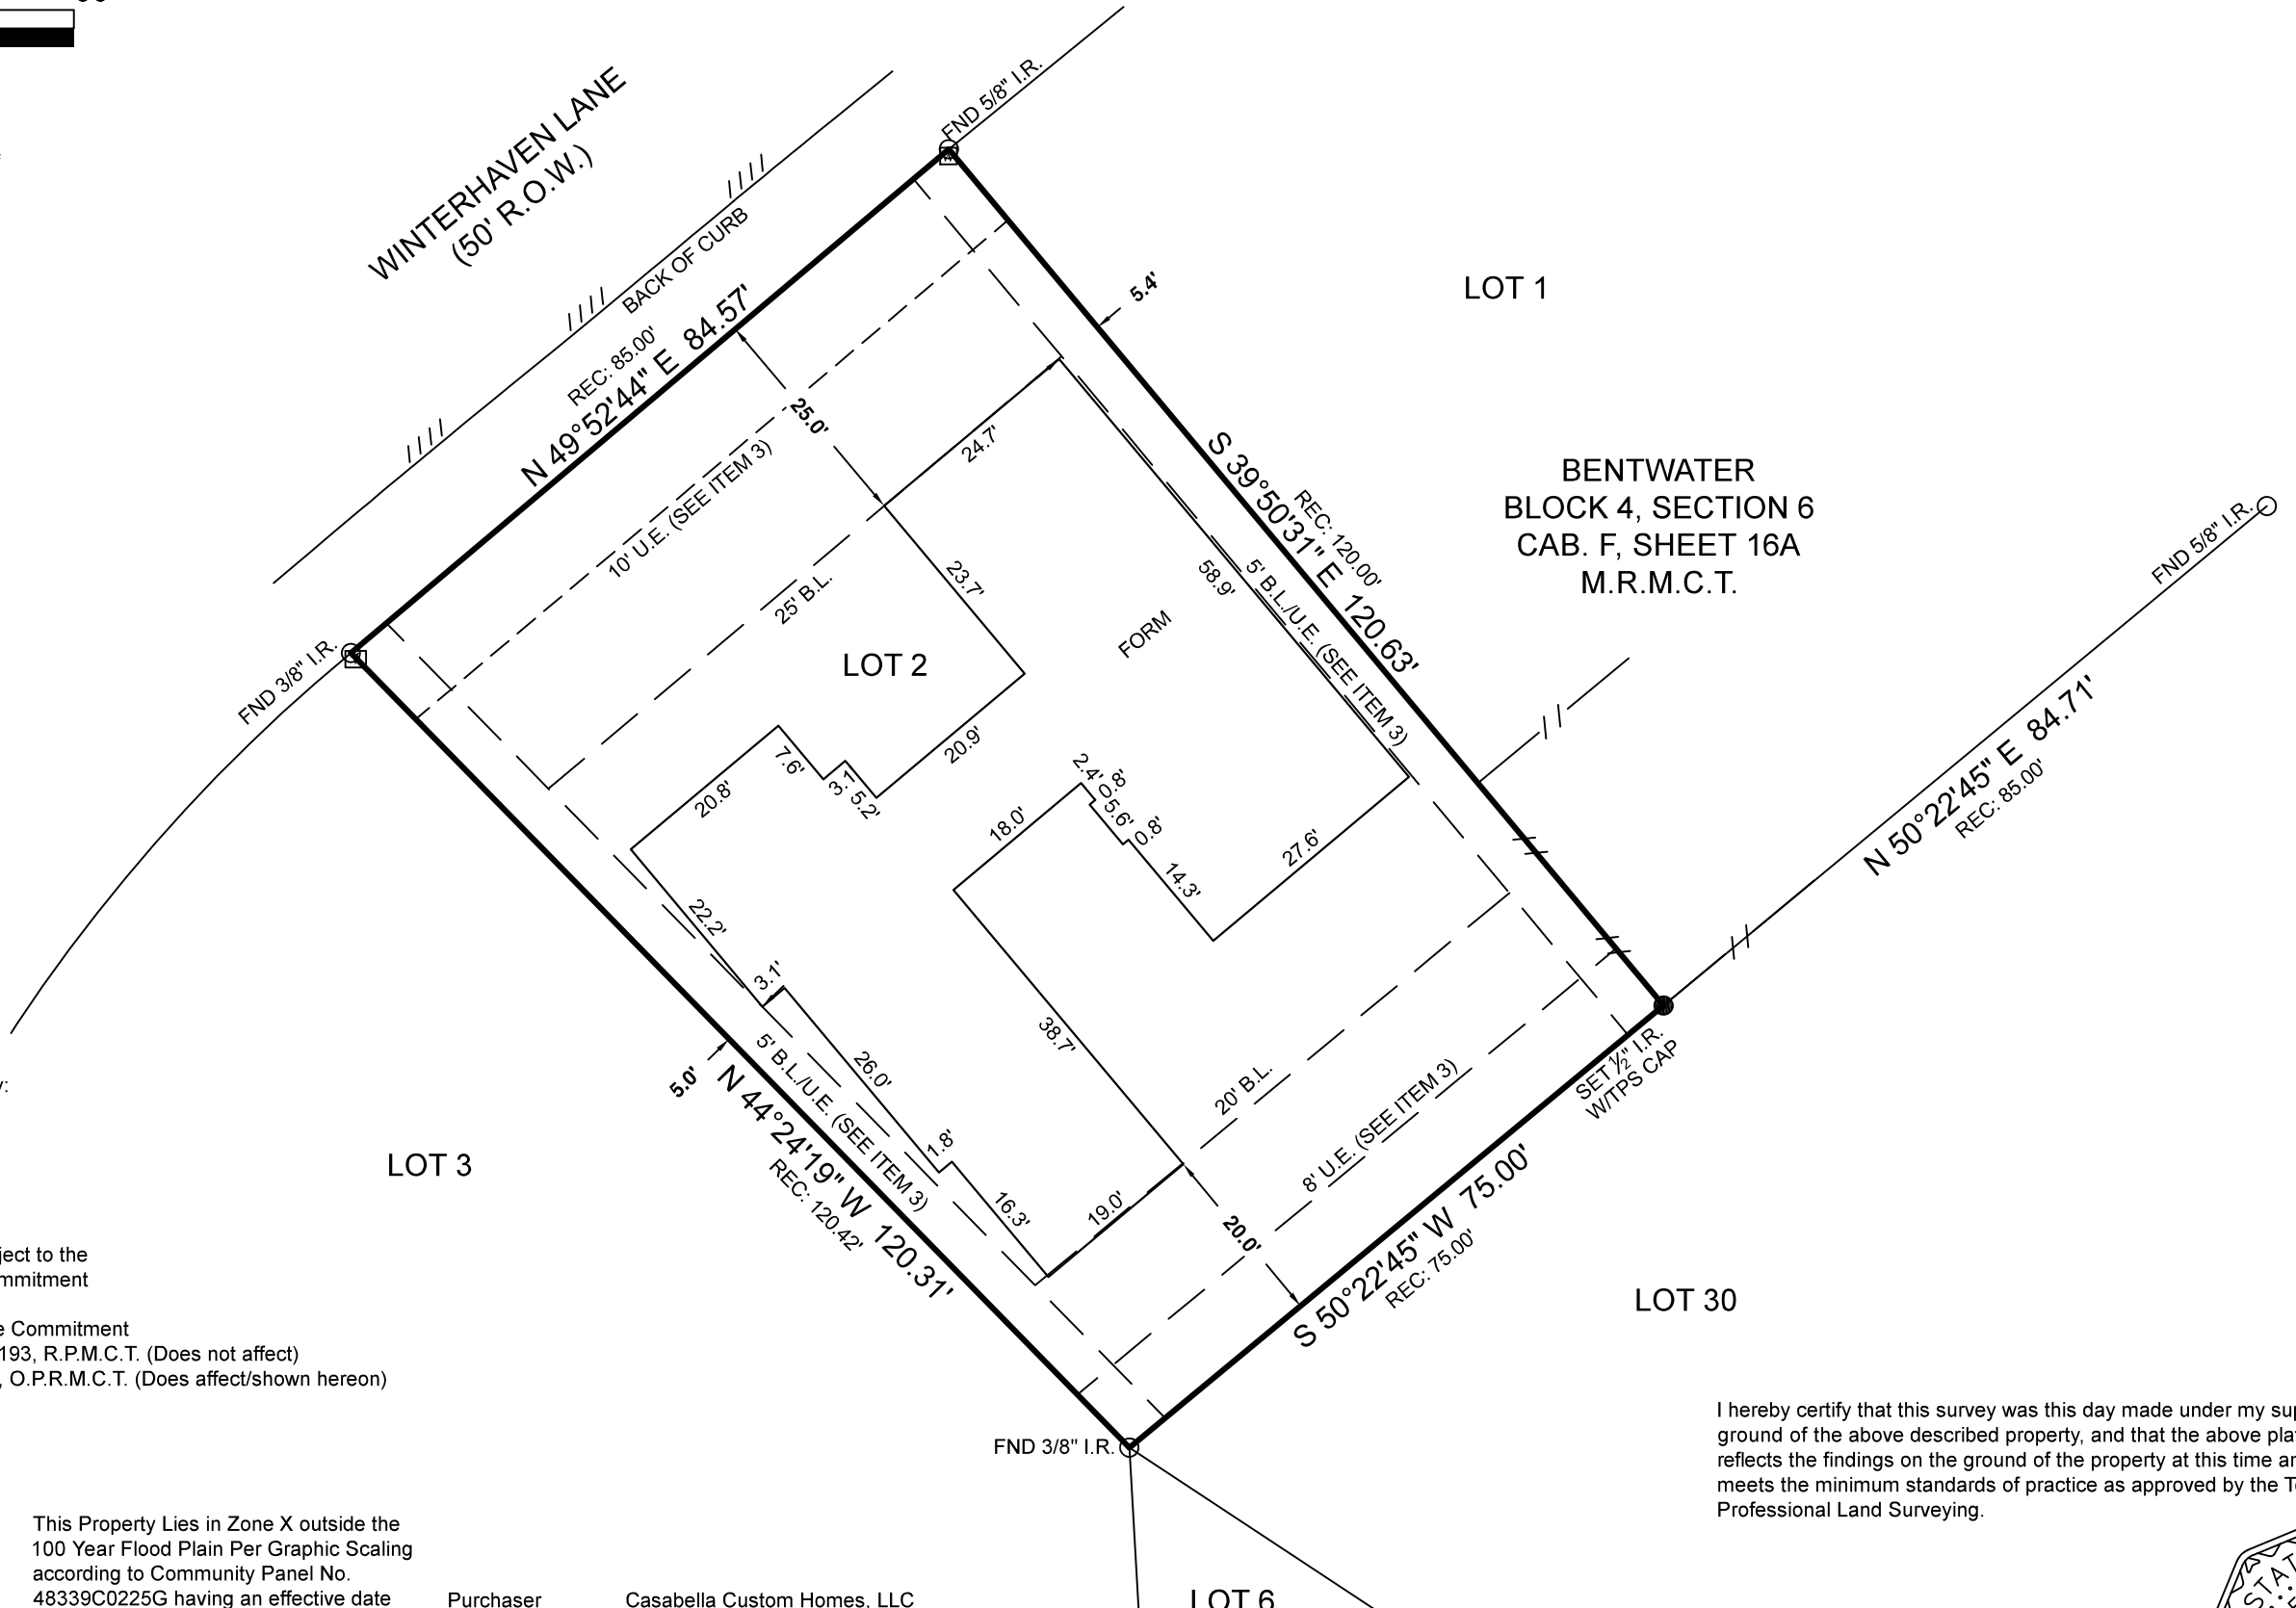 WINTERHAVEN LANE
(50' R.O.W.)
BACK OF CURB
FND 5/8" I.R.
REC: 85.00'
N 49°52'44" E 84.57'
5.4'
LOT 1
25.0'
24.7'
10' U.E. (SEE ITEM 3)
25' B.L.
23.7'
FND 3/8" I.R.
LOT 2
FORM
58.9'
5' B.L./U.E. (SEE ITEM 3)
REC: 120.00'
S 39°50'31" E 120.63'
BENTWATER
BLOCK 4, SECTION 6
CAB. F, SHEET 16A
M.R.M.C.T.
FND 5/8" I.R.
N 50°22'45" E 84.71'
REC: 85.00'
20.8'
7.6'
3.1'
5.2'
20.9'
2.4'
0.8'
5.6'
0.8'
18.0'
14.3'
27.6'
22.2'
3.1'
26.0'
38.7'
1.8'
16.3'
19.0'
5.0'
5' B.L./U.E. (SEE ITEM 3)
N 44°24'19" W 120.31'
REC: 120.42'
20' B.L.
8' U.E. (SEE ITEM 3)
20.0'
SET ½" I.R.
W/TPS CAP
S 50°22'45" W 75.00'
REC: 75.00'
LOT 3
LOT 30
FND 3/8" I.R.
LOT 6
ject to the
mmitment
e Commitment
193, R.P.M.C.T. (Does not affect)
, O.P.R.M.C.T. (Does affect/shown hereon)
This Property Lies in Zone X outside the
100 Year Flood Plain Per Graphic Scaling
according to Community Panel No.
48339C0225G having an effective date
Purchaser Casabella Custom Homes, LLC
I hereby certify that this survey was this day made under my su
ground of the above described property, and that the above pla
reflects the findings on the ground of the property at this time a
meets the minimum standards of practice as approved by the T
Professional Land Surveying.
STAT